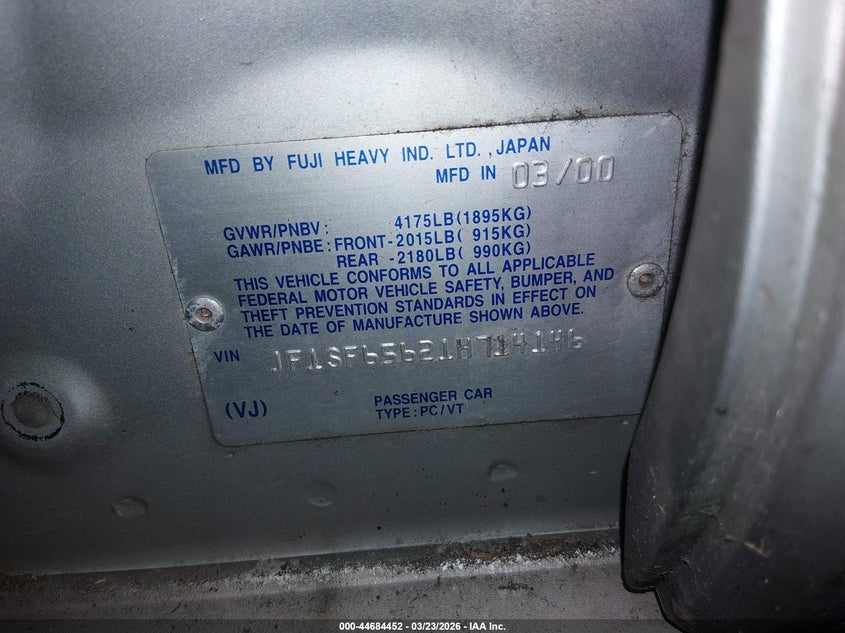 MFD BY FUJI HEAVY IND. LTD., JAPAN
MFD IN 03/00
GVWR/PNBV: 4175LB(1895KG)
GAWR/PNBE: FRONT-2015LB( 915KG)
REAR -2180LB( 990KG)
THIS VEHICLE CONFORMS TO ALL APPLICABLE
FEDERAL MOTOR VEHICLE SAFETY, BUMPER, AND
THEFT PREVENTION STANDARDS IN EFFECT ON
THE DATE OF MANUFACTURE SHOWN ABOVE.
VIN JF1SF65621H714146
(VJ)
PASSENGER CAR
TYPE: PC/VT
000-44684452 - 03/23/2026 - IAA Inc.